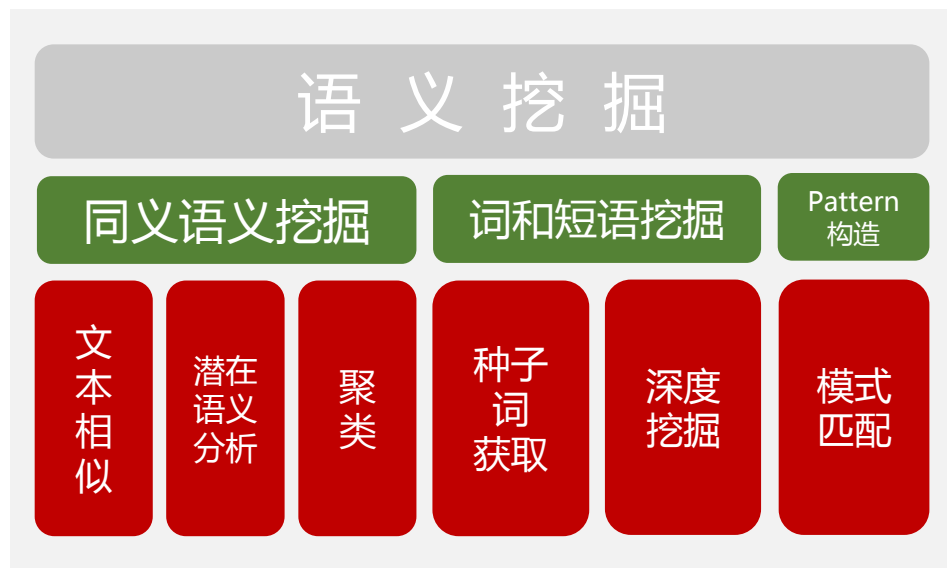 语义挖掘
同义语义挖掘
词和短语挖掘
Pattern
构造
文
本
相
似
潜在
语义
分析
聚
类
种子
词
获取
深度
挖掘
模式
匹配